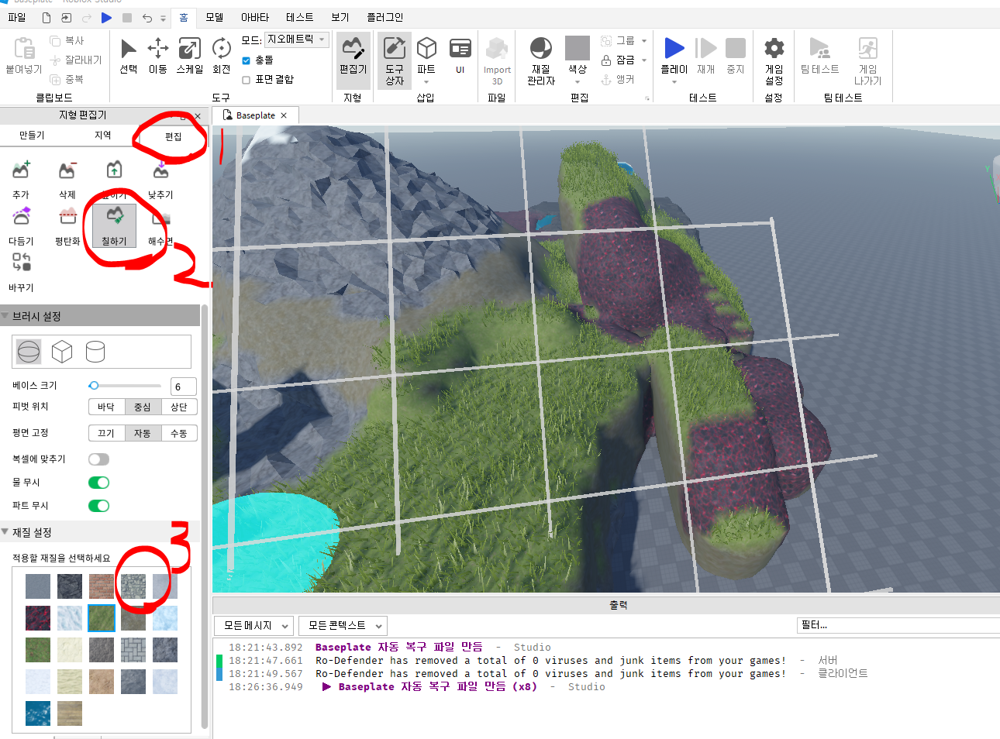 Baseplate - Roblox Studio
파일 홈 모델 아바타 테스트 보기 플러그인
붙여넣기 복사 잘라내기 중복 클립보드
선택 이동 스케일 회전 모드: 지오메트릭 충돌 표면 결합 도구
편집기 지형
도구 상자 파트 UI 삽입
Import 3D 파일
재질 관리자 색상 그룹 잠금 앵커 편집
플레이 재개 중지 테스트
게임 설정 설정
팀 테스트 게임 나가기 팀 테스트
지형 편집기
Baseplate
만들기 지역 편집
1
추가 삭제 높이기 낮추기
다듬기 평탄화 칠하기 해수면
2
바꾸기
브러시 설정
베이스 크기 6
피벗 위치 바닥 중심 상단
평면 고정 끄기 자동 수동
복셀에 맞추기
물 무시
파트 무시
재질 설정
3
적용할 재질을 선택하세요
Y
출력
모든 메시지 모든 콘텍스트 필터...
18:21:43.892 Baseplate 자동 복구 파일 만듬 - Studio
18:21:47.661 Ro-Defender has removed a total of 0 viruses and junk items from your games! - 서버
18:21:49.567 Ro-Defender has removed a total of 0 viruses and junk items from your games! - 클라이언트
18:26:36.949 ▶ Baseplate 자동 복구 파일 만듬 (x8) - Studio